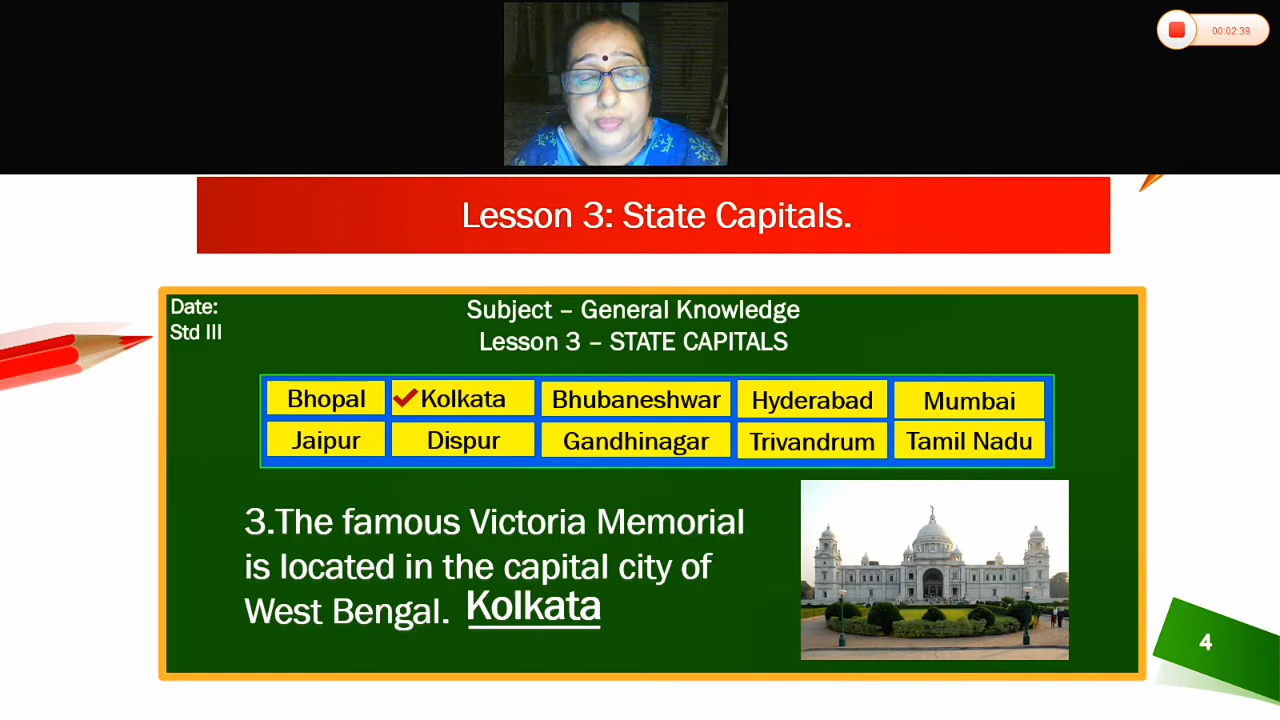 00:02:39
Lesson 3: State Capitals.
Date:
Std III
Subject – General Knowledge
Lesson 3 – STATE CAPITALS
Bhopal Kolkata Bhubaneshwar Hyderabad Mumbai
Jaipur Dispur Gandhinagar Trivandrum Tamil Nadu
3.The famous Victoria Memorial
is located in the capital city of
West Bengal. Kolkata
4